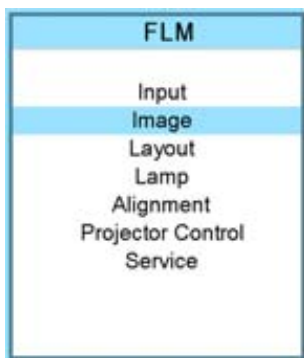 FLM
Input
Image
Layout
Lamp
Alignment
Projector Control
Service